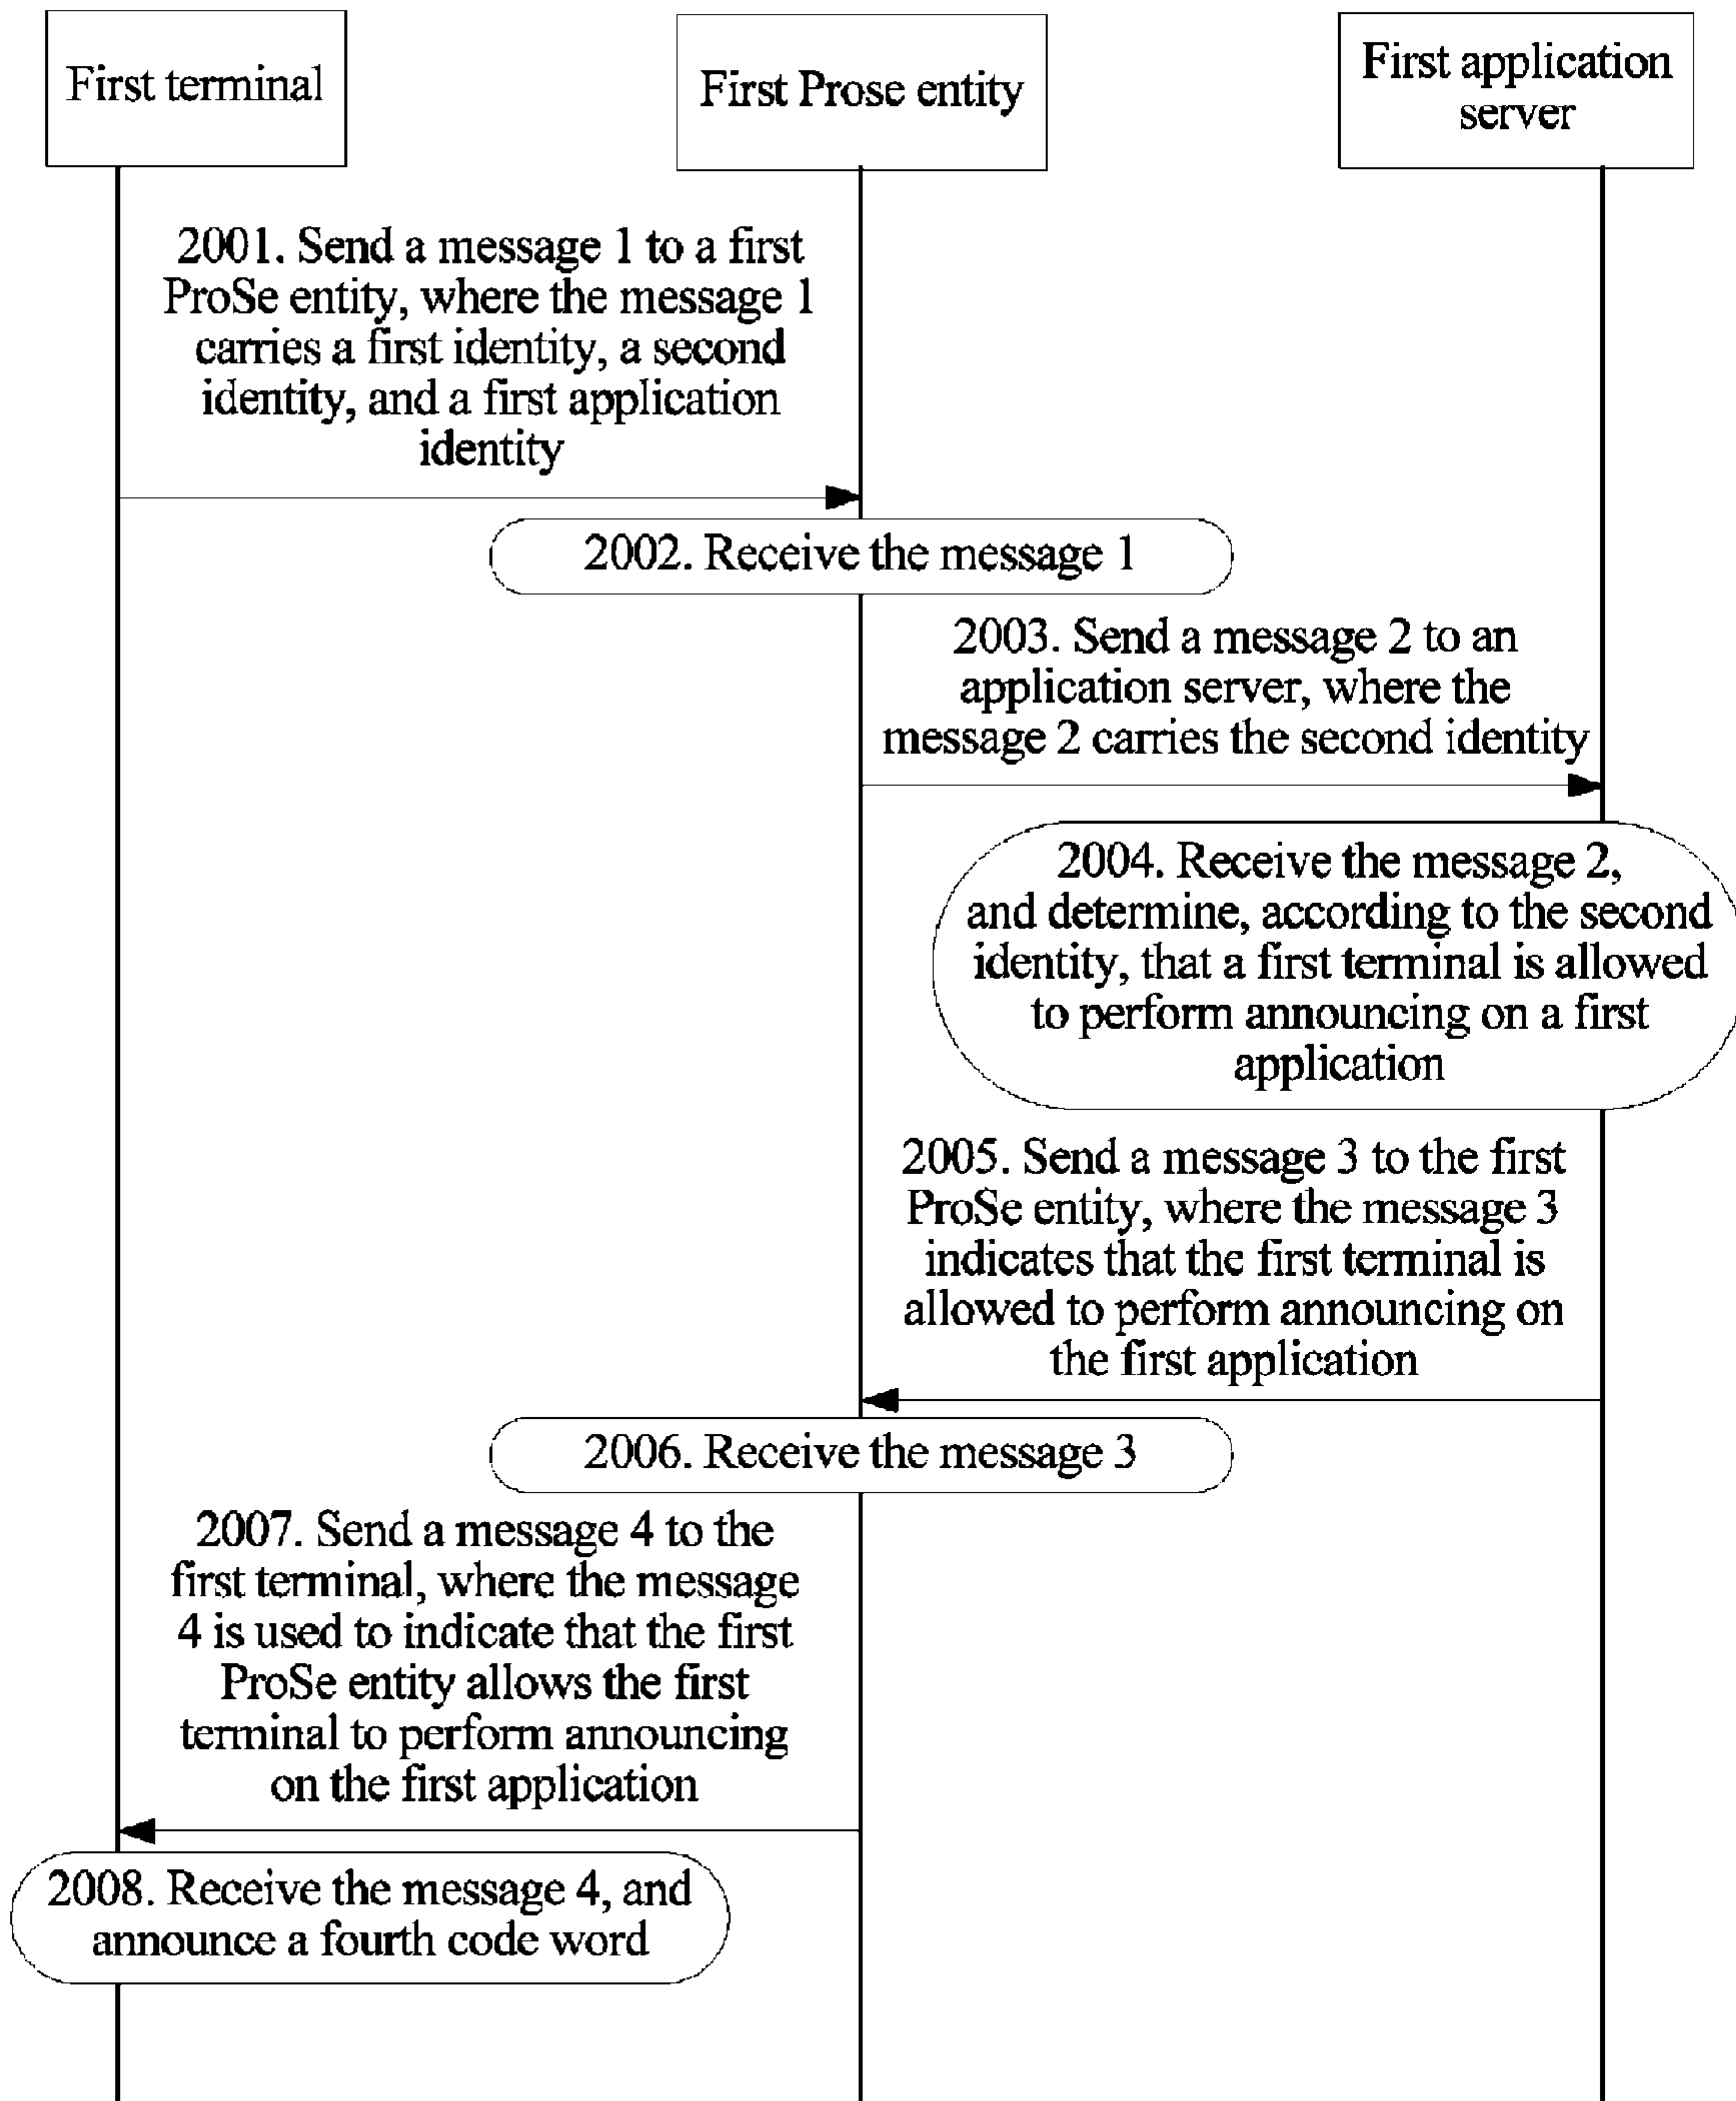 First terminal
First Prose entity
First application
server
2001. Send a message 1 to a first
ProSe entity, where the message 1
carries a first identity, a second
identity, and a first application
identity
2002. Receive the message 1
2003. Send a message 2 to an
application server, where the
message 2 carries the second identity
2004. Receive the message 2,
and determine, according to the second
identity, that a first terminal is allowed
to perform announcing on a first
application
2005. Send a message 3 to the first
ProSe entity, where the message 3
indicates that the first terminal is
allowed to perform announcing on
the first application
2006. Receive the message 3
2007. Send a message 4 to the
first terminal, where the message
4 is used to indicate that the first
ProSe entity allows the first
terminal to perform announcing
on the first application
2008. Receive the message 4, and
announce a fourth code word